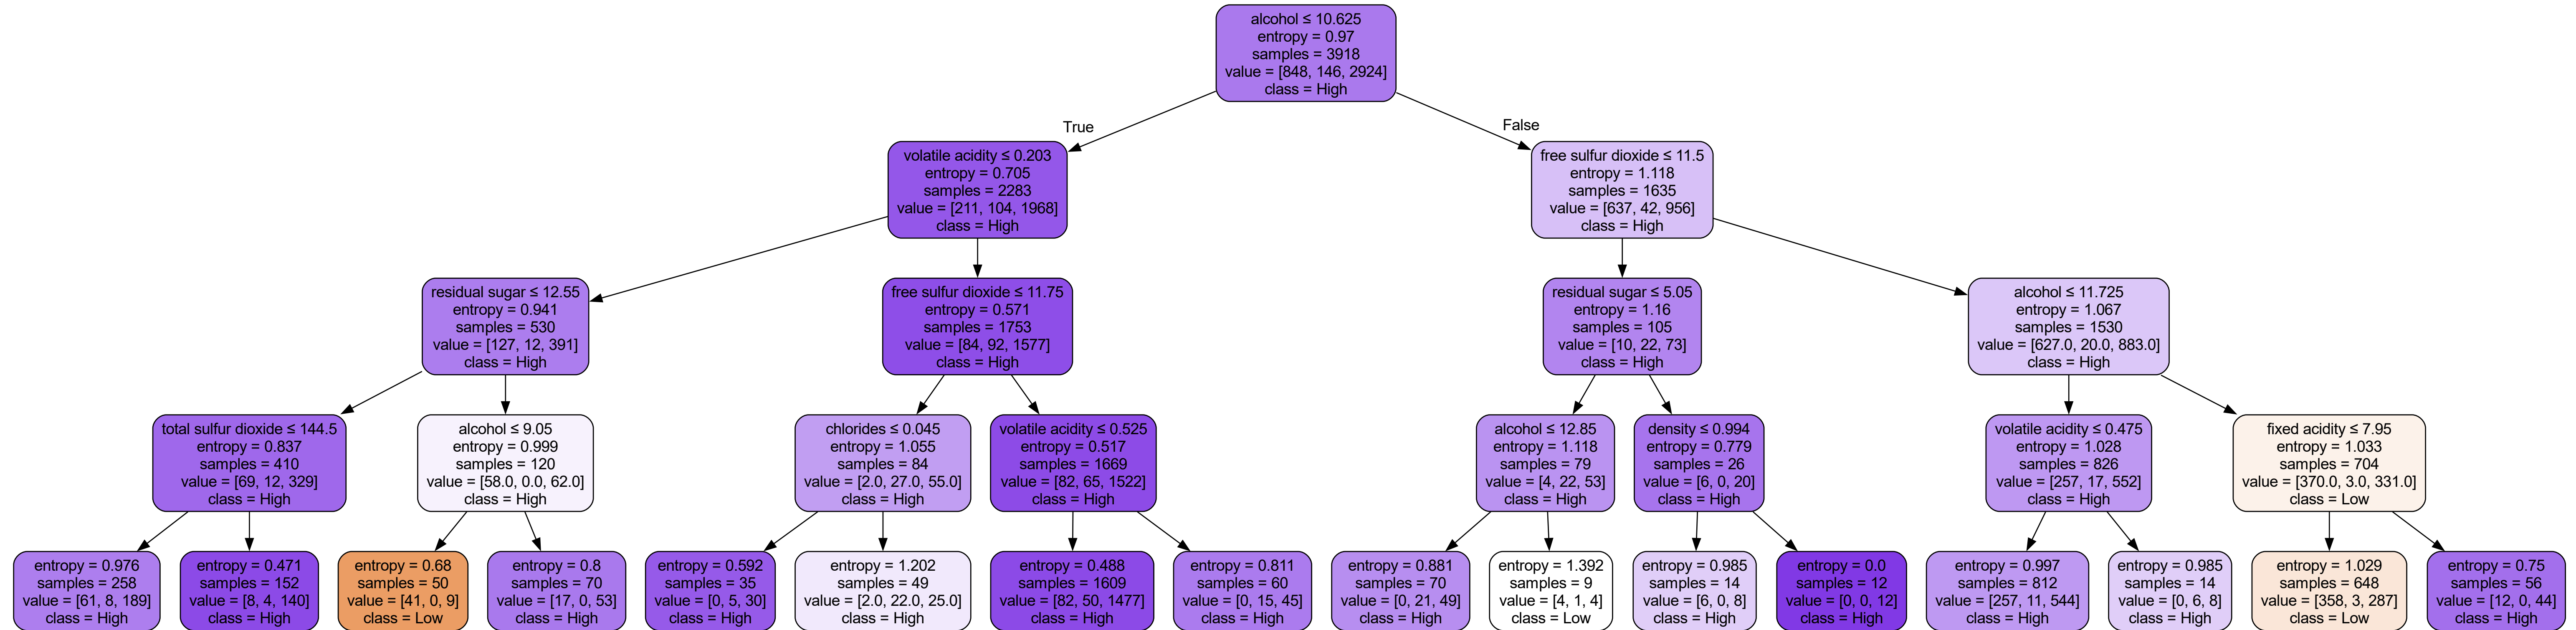 alcohol ≤ 10.625
entropy = 0.97
samples = 3918
value = [848, 146, 2924]
class = High
True
False
volatile acidity ≤ 0.203
entropy = 0.705
samples = 2283
value = [211, 104, 1968]
class = High
free sulfur dioxide ≤ 11.5
entropy = 1.118
samples = 1635
value = [637, 42, 956]
class = High
residual sugar ≤ 12.55
entropy = 0.941
samples = 530
value = [127, 12, 391]
class = High
free sulfur dioxide ≤ 11.75
entropy = 0.571
samples = 1753
value = [84, 92, 1577]
class = High
residual sugar ≤ 5.05
entropy = 1.16
samples = 105
value = [10, 22, 73]
class = High
alcohol ≤ 11.725
entropy = 1.067
samples = 1530
value = [627.0, 20.0, 883.0]
class = High
total sulfur dioxide ≤ 144.5
entropy = 0.837
samples = 410
value = [69, 12, 329]
class = High
alcohol ≤ 9.05
entropy = 0.999
samples = 120
value = [58.0, 0.0, 62.0]
class = High
chlorides ≤ 0.045
entropy = 1.055
samples = 84
value = [2.0, 27.0, 55.0]
class = High
volatile acidity ≤ 0.525
entropy = 0.517
samples = 1669
value = [82, 65, 1522]
class = High
alcohol ≤ 12.85
entropy = 1.118
samples = 79
value = [4, 22, 53]
class = High
density ≤ 0.994
entropy = 0.779
samples = 26
value = [6, 0, 20]
class = High
volatile acidity ≤ 0.475
entropy = 1.028
samples = 826
value = [257, 17, 552]
class = High
fixed acidity ≤ 7.95
entropy = 1.033
samples = 704
value = [370.0, 3.0, 331.0]
class = Low
entropy = 0.976
samples = 258
value = [61, 8, 189]
class = High
entropy = 0.471
samples = 152
value = [8, 4, 140]
class = High
entropy = 0.68
samples = 50
value = [41, 0, 9]
class = Low
entropy = 0.8
samples = 70
value = [17, 0, 53]
class = High
entropy = 0.592
samples = 35
value = [0, 5, 30]
class = High
entropy = 1.202
samples = 49
value = [2.0, 22.0, 25.0]
class = High
entropy = 0.488
samples = 1609
value = [82, 50, 1477]
class = High
entropy = 0.811
samples = 60
value = [0, 15, 45]
class = High
entropy = 0.881
samples = 70
value = [0, 21, 49]
class = High
entropy = 1.392
samples = 9
value = [4, 1, 4]
class = Low
entropy = 0.985
samples = 14
value = [6, 0, 8]
class = High
entropy = 0.0
samples = 12
value = [0, 0, 12]
class = High
entropy = 0.997
samples = 812
value = [257, 11, 544]
class = High
entropy = 0.985
samples = 14
value = [0, 6, 8]
class = High
entropy = 1.029
samples = 648
value = [358, 3, 287]
class = Low
entropy = 0.75
samples = 56
value = [12, 0, 44]
class = High